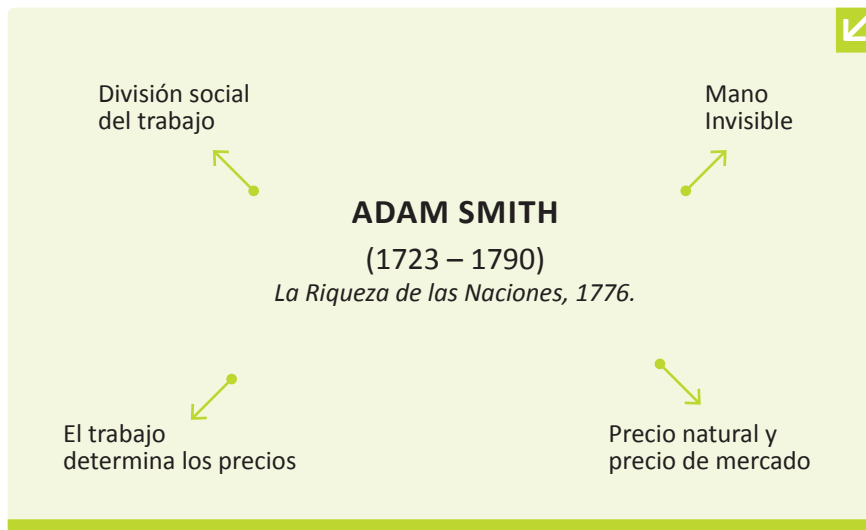 División social
del trabajo
Mano
Invisible
ADAM SMITH
(1723 – 1790)
La Riqueza de las Naciones, 1776.
El trabajo
determina los precios
Precio natural y
precio de mercado